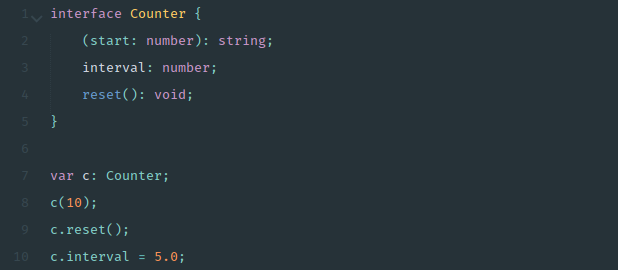 1 interface Counter {
2     (start: number): string;
3     interval: number;
4     reset(): void;
5 }
6
7 var c: Counter;
8 c(10);
9 c.reset();
10 c.interval = 5.0;